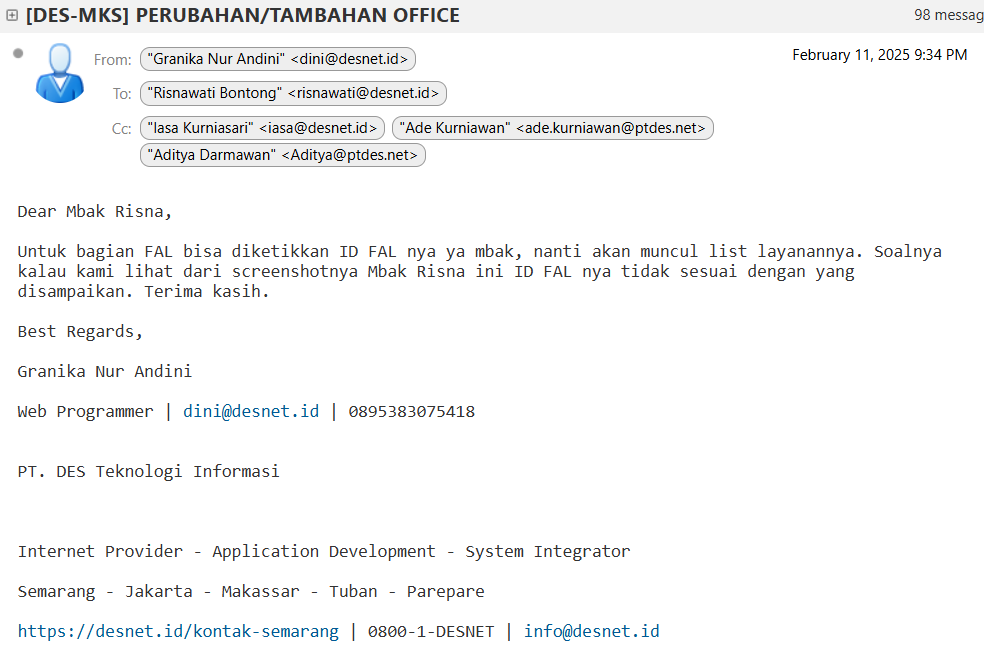 [DES-MKS] PERUBAHAN/TAMBAHAN OFFICE
98 messag
From: "Granika Nur Andini" <dini@desnet.id>
February 11, 2025 9:34 PM
To: "Risnawati Bontong" <risnawati@desnet.id>
Cc: "Iasa Kurniasari" <iasa@desnet.id> "Ade Kurniawan" <ade.kurniawan@ptdes.net>
"Aditya Darmawan" <Aditya@ptdes.net>
Dear Mbak Risna,
Untuk bagian FAL bisa diketikkan ID FAL nya ya mbak, nanti akan muncul list layanannya. Soalnya
kalau kami lihat dari screenshotnya Mbak Risna ini ID FAL nya tidak sesuai dengan yang
disampaikan. Terima kasih.
Best Regards,
Granika Nur Andini
Web Programmer | dini@desnet.id | 0895383075418
PT. DES Teknologi Informasi
Internet Provider - Application Development - System Integrator
Semarang - Jakarta - Makassar - Tuban - Parepare
https://desnet.id/kontak-semarang | 0800-1-DESNET | info@desnet.id